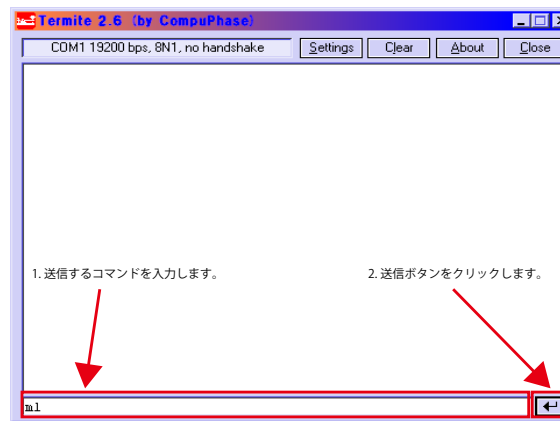 Termite 2.6 (by CompuPhase)
COM1 19200 bps, 8N1, no handshake Settings Clear About Close
1. 送信するコマンドを入力します。 2. 送信ボタンをクリックします。
m1